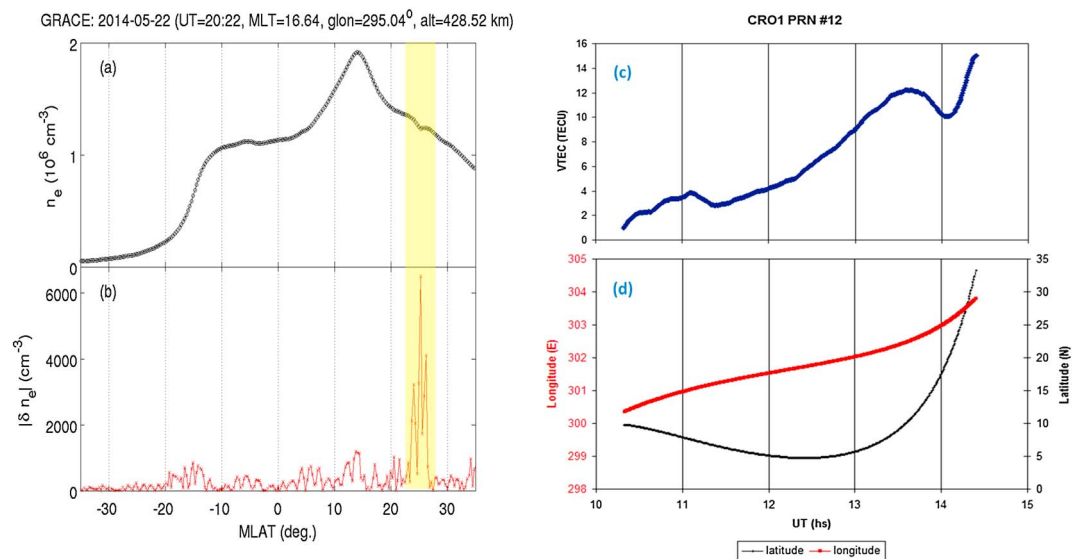 GRACE: 2014-05-22 (UT=20:22, MLT=16.64, glon=295.04°, alt=428.52 km)
(a)
n e (10⁶ cm⁻³)
2
1
0
(b)
|δ n e| (cm⁻³)
6000
4000
2000
0
-30 -20 -10 0 10 20 30
MLAT (deg.)
CRO1 PRN #12
(c)
VTEC (TECU)
16
14
12
10
8
6
4
2
0
(d)
Longitude (E)
305
304
303
302
301
300
299
298
Latitude (N)
35
30
25
20
15
10
5
0
10 11 12 13 14 15
UT (hs)
latitude longitude